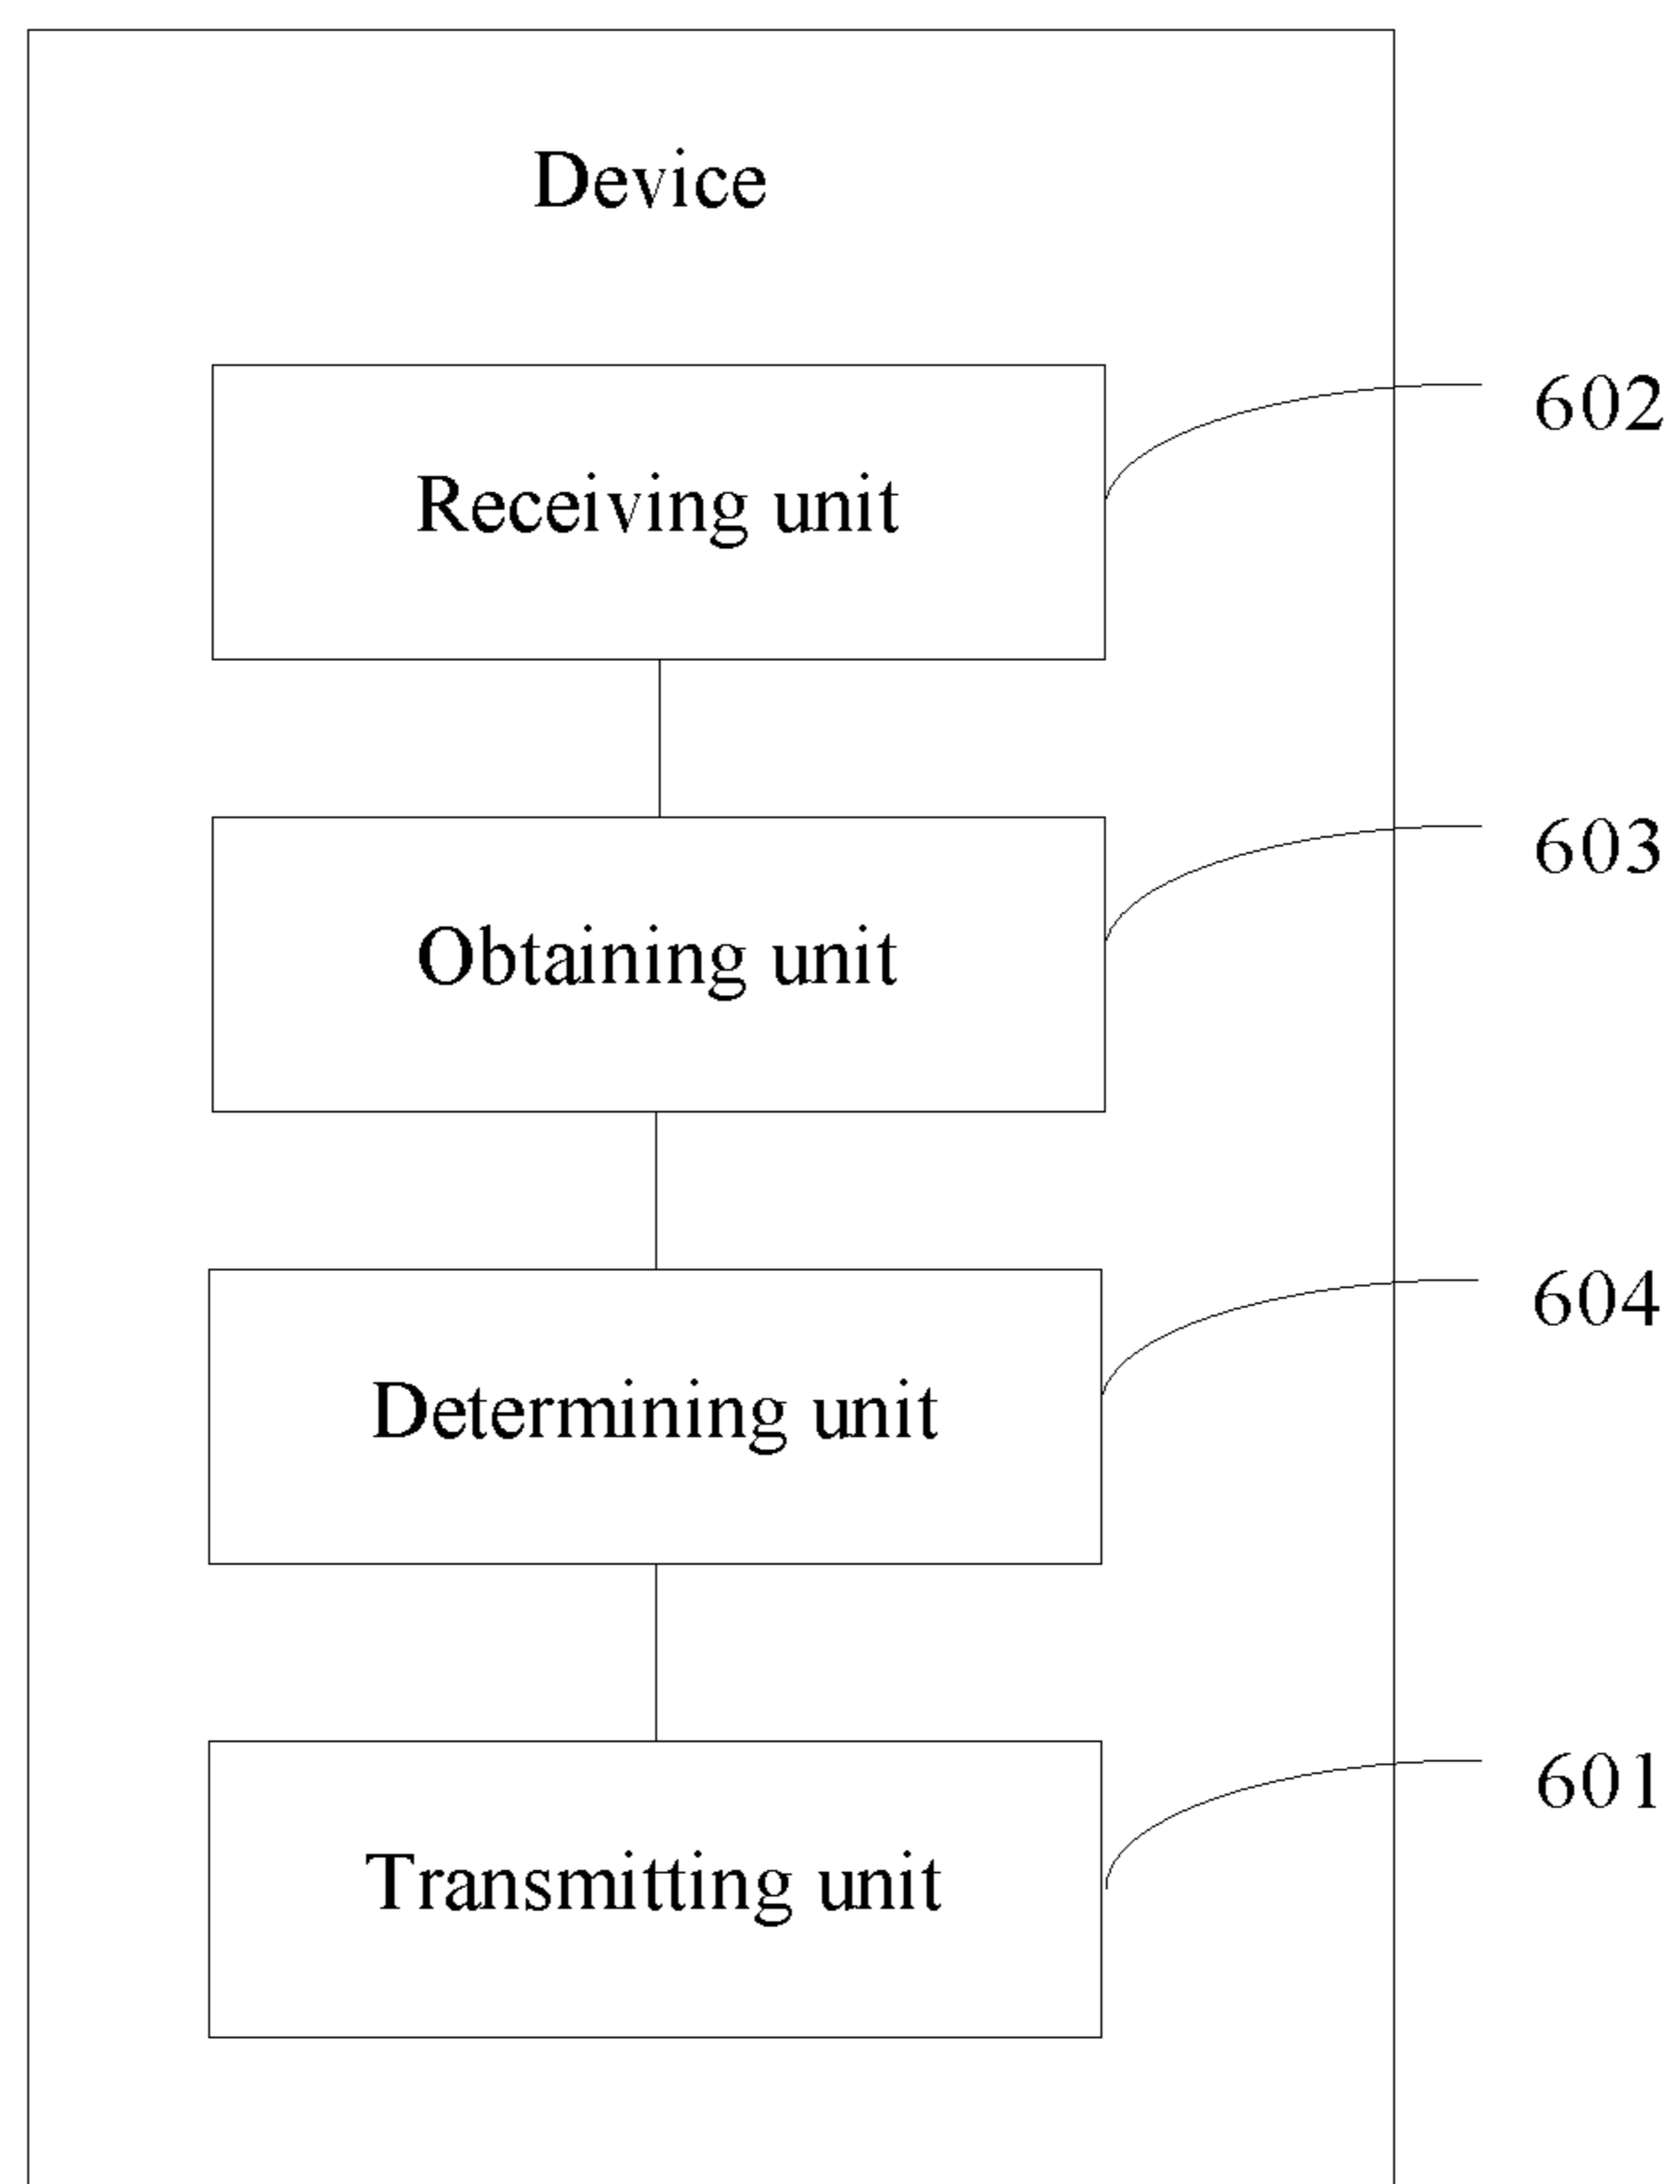 Device
Receiving unit
602
Obtaining unit
603
Determining unit
604
Transmitting unit
601